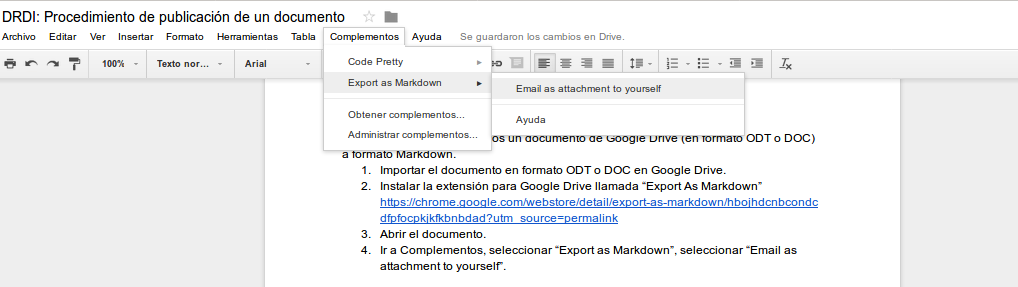 DRDI: Procedimiento de publicación de un documento
Archivo Editar Ver Insertar Formato Herramientas Tabla Complementos Ayuda Se guardaron los cambios en Drive.
100% Texto nor... Arial
Code Pretty
Export as Markdown
Email as attachment to yourself
Obtener complementos...
Ayuda
Administrar complementos...
os un documento de Google Drive (en formato ODT o DOC)
a formato Markdown.
1. Importar el documento en formato ODT o DOC en Google Drive.
2. Instalar la extensión para Google Drive llamada “Export As Markdown”
https://chrome.google.com/webstore/detail/export-as-markdown/hbojhdcnbcondc
dfpfocpkjkfkbnbdad?utm_source=permalink
3. Abrir el documento.
4. Ir a Complementos, seleccionar “Export as Markdown”, seleccionar “Email as
attachment to yourself”.